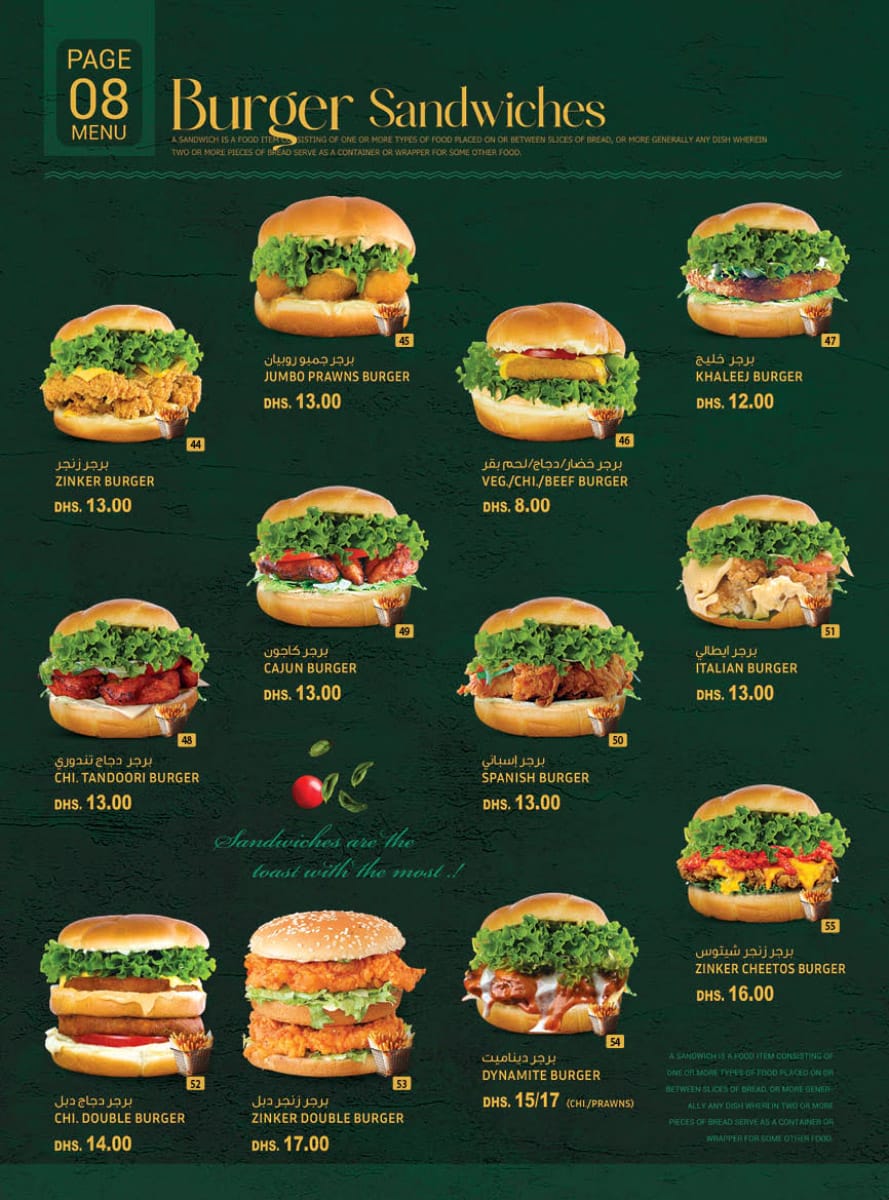 PAGE
08
MENU
Burger Sandwiches
A SANDWICH IS A FOOD ITEM CONSISTING OF ONE OR MORE TYPES OF FOOD PLACED ON OR BETWEEN SLICES OF BREAD, OR MORE GENERALLY ANY DISH WHEREIN
TWO OR MORE PIECES OF BREAD SERVE AS A CONTAINER OR WRAPPER FOR SOME OTHER FOOD.
44
برجر زنجر
ZINKER BURGER
DHS. 13.00
45
برجر جمبو روبيان
JUMBO PRAWNS BURGER
DHS. 13.00
46
برجر خضار/دجاج/لحم بقر
VEG./CHI./BEEF BURGER
DHS. 8.00
47
برجر خليج
KHALEEJ BURGER
DHS. 12.00
48
برجر دجاج تندوري
CHI. TANDOORI BURGER
DHS. 13.00
49
برجر كاجون
CAJUN BURGER
DHS. 13.00
50
برجر إسباني
SPANISH BURGER
DHS. 13.00
51
برجر ايطالي
ITALIAN BURGER
DHS. 13.00
Sandwiches are the
toast with the most .!
52
برجر دجاج دبل
CHI. DOUBLE BURGER
DHS. 14.00
53
برجر زنجر دبل
ZINKER DOUBLE BURGER
DHS. 17.00
54
برجر ديناميت
DYNAMITE BURGER
DHS. 15/17 (CHI./PRAWNS)
55
برجر زنجر شيتوس
ZINKER CHEETOS BURGER
DHS. 16.00
A SANDWICH IS A FOOD ITEM CONSISTING OF
ONE OR MORE TYPES OF FOOD PLACED ON OR
BETWEEN SLICES OF BREAD, OR MORE GENER-
ALLY ANY DISH WHEREIN TWO OR MORE
PIECES OF BREAD SERVE AS A CONTAINER OR
WRAPPER FOR SOME OTHER FOOD.